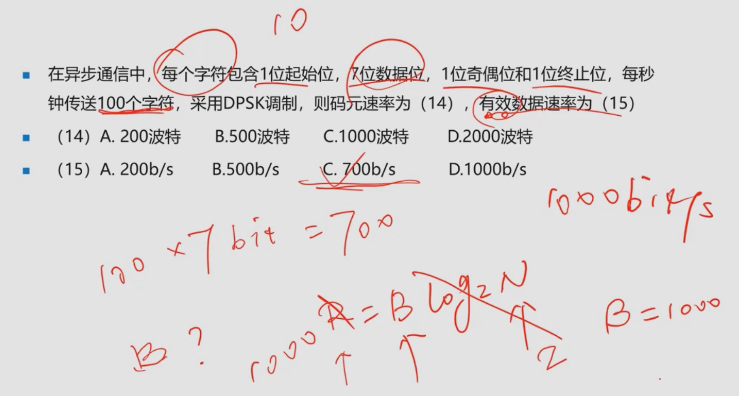 10
在异步通信中，每个字符包含1位起始位，7位数据位，1位奇偶位和1位终止位，每秒
钟传送100个字符，采用DPSK调制，则码元速率为（14），有效数据速率为（15）
（14）A. 200波特 B.500波特 C.1000波特 D.2000波特
（15）A. 200b/s B.500b/s C. 700b/s D.1000b/s
1000bit/s
100 × 7 bit = 700
1000 R = B log₂ N
2
B = 1000
B ?